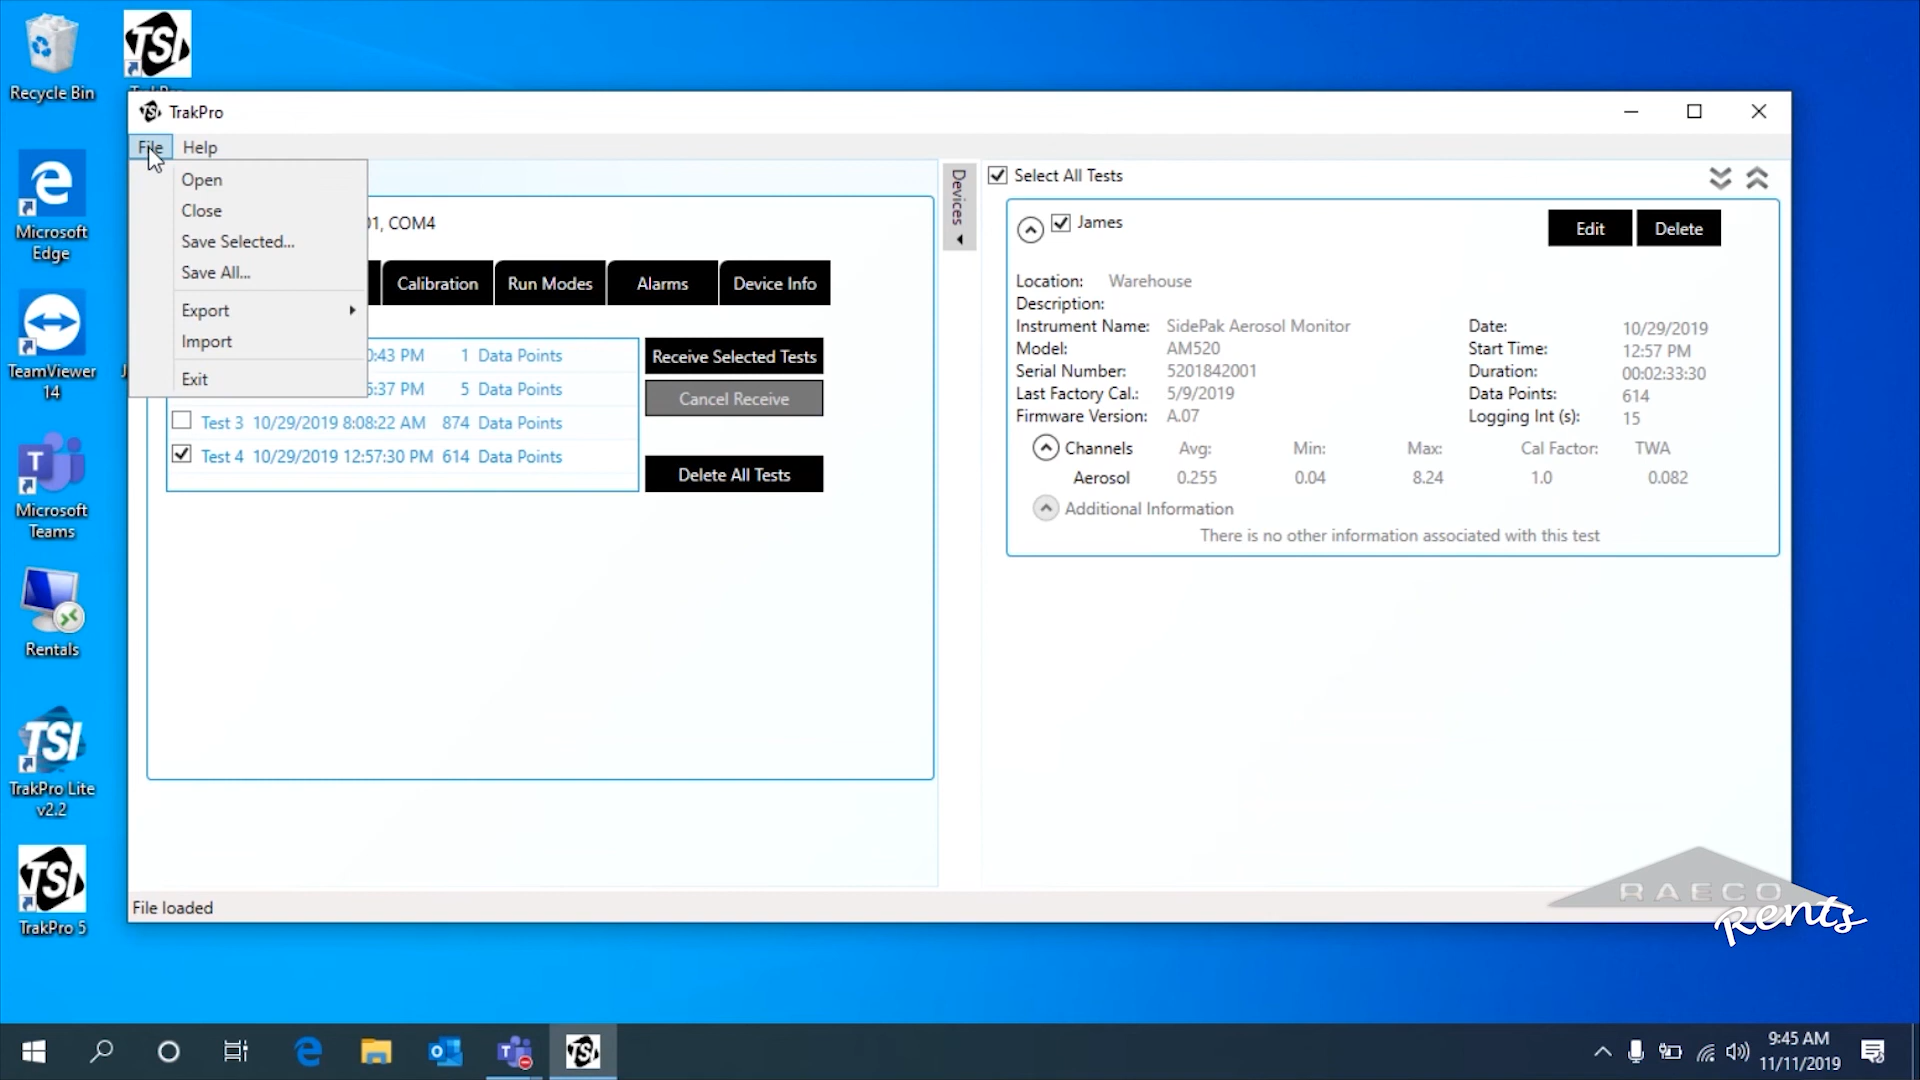 Recycle Bin
TSI
TrakPro
File
Help
Open
Close
Save Selected...
Save All...
Export
Import
Exit
01, COM4
Calibration
Run Modes
Alarms
Device Info
0:43 PM 1 Data Points
5:37 PM 5 Data Points
Test 3 10/29/2019 8:08:22 AM 874 Data Points
Test 4 10/29/2019 12:57:30 PM 614 Data Points
Receive Selected Tests
Cancel Receive
Delete All Tests
Devices
Select All Tests
James
Edit
Delete
Location: Warehouse
Description:
Instrument Name: SidePak Aerosol Monitor
Model: AM520
Serial Number: 5201842001
Last Factory Cal.: 5/9/2019
Firmware Version: A.07
Date: 10/29/2019
Start Time: 12:57 PM
Duration: 00:02:33:30
Data Points: 614
Logging Int (s): 15
Channels Avg: Min: Max: Cal Factor: TWA
Aerosol 0.255 0.04 8.24 1.0 0.082
Additional Information
There is no other information associated with this test
File loaded
RAECO
Rents
Microsoft
Edge
TeamViewer
14
Microsoft
Teams
Rentals
TSI
TrakPro Lite
v2.2
TSI
TrakPro 5
TSI
9:45 AM
11/11/2019